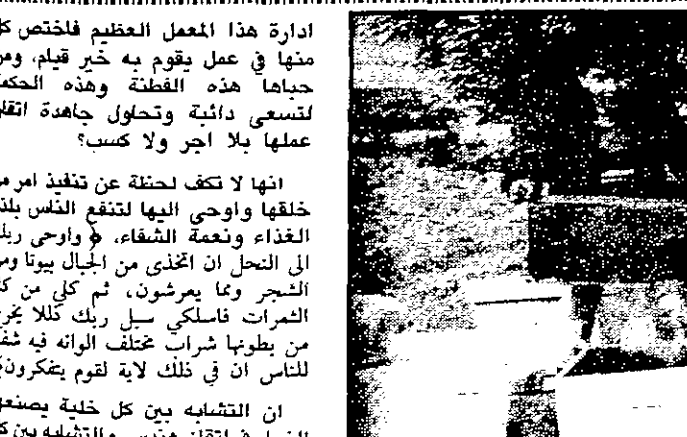 ادارة هذا المعمل العظيم فاختص كل
منها في عمل يقوم به خير قيام، ومن
حباها هذه الفطنة وهذه الحكمة
لتسعى دائبة وتحاول جاهدة اتقان
عملها بلا اجر ولا كسب؟
انها لا تكف لحظة عن تنفيذ امر من
خلقها واوحي اليها لتنفع الناس بلذ
الغذاء ونعمة الشفاء، ﴿ واوحى ربك
الى النحل ان اتخذي من الجبال بيوتا ومن
الشجر ومما يعرشون، ثم كلي من كل
الثمرات فاسلكي سبل ربك ذللا يخرج
من بطونها شراب مختلف الوانه فيه شفا
للناس ان في ذلك لاية لقوم يتفكرون﴾
ان التشابه بين كل خلية يصنعها